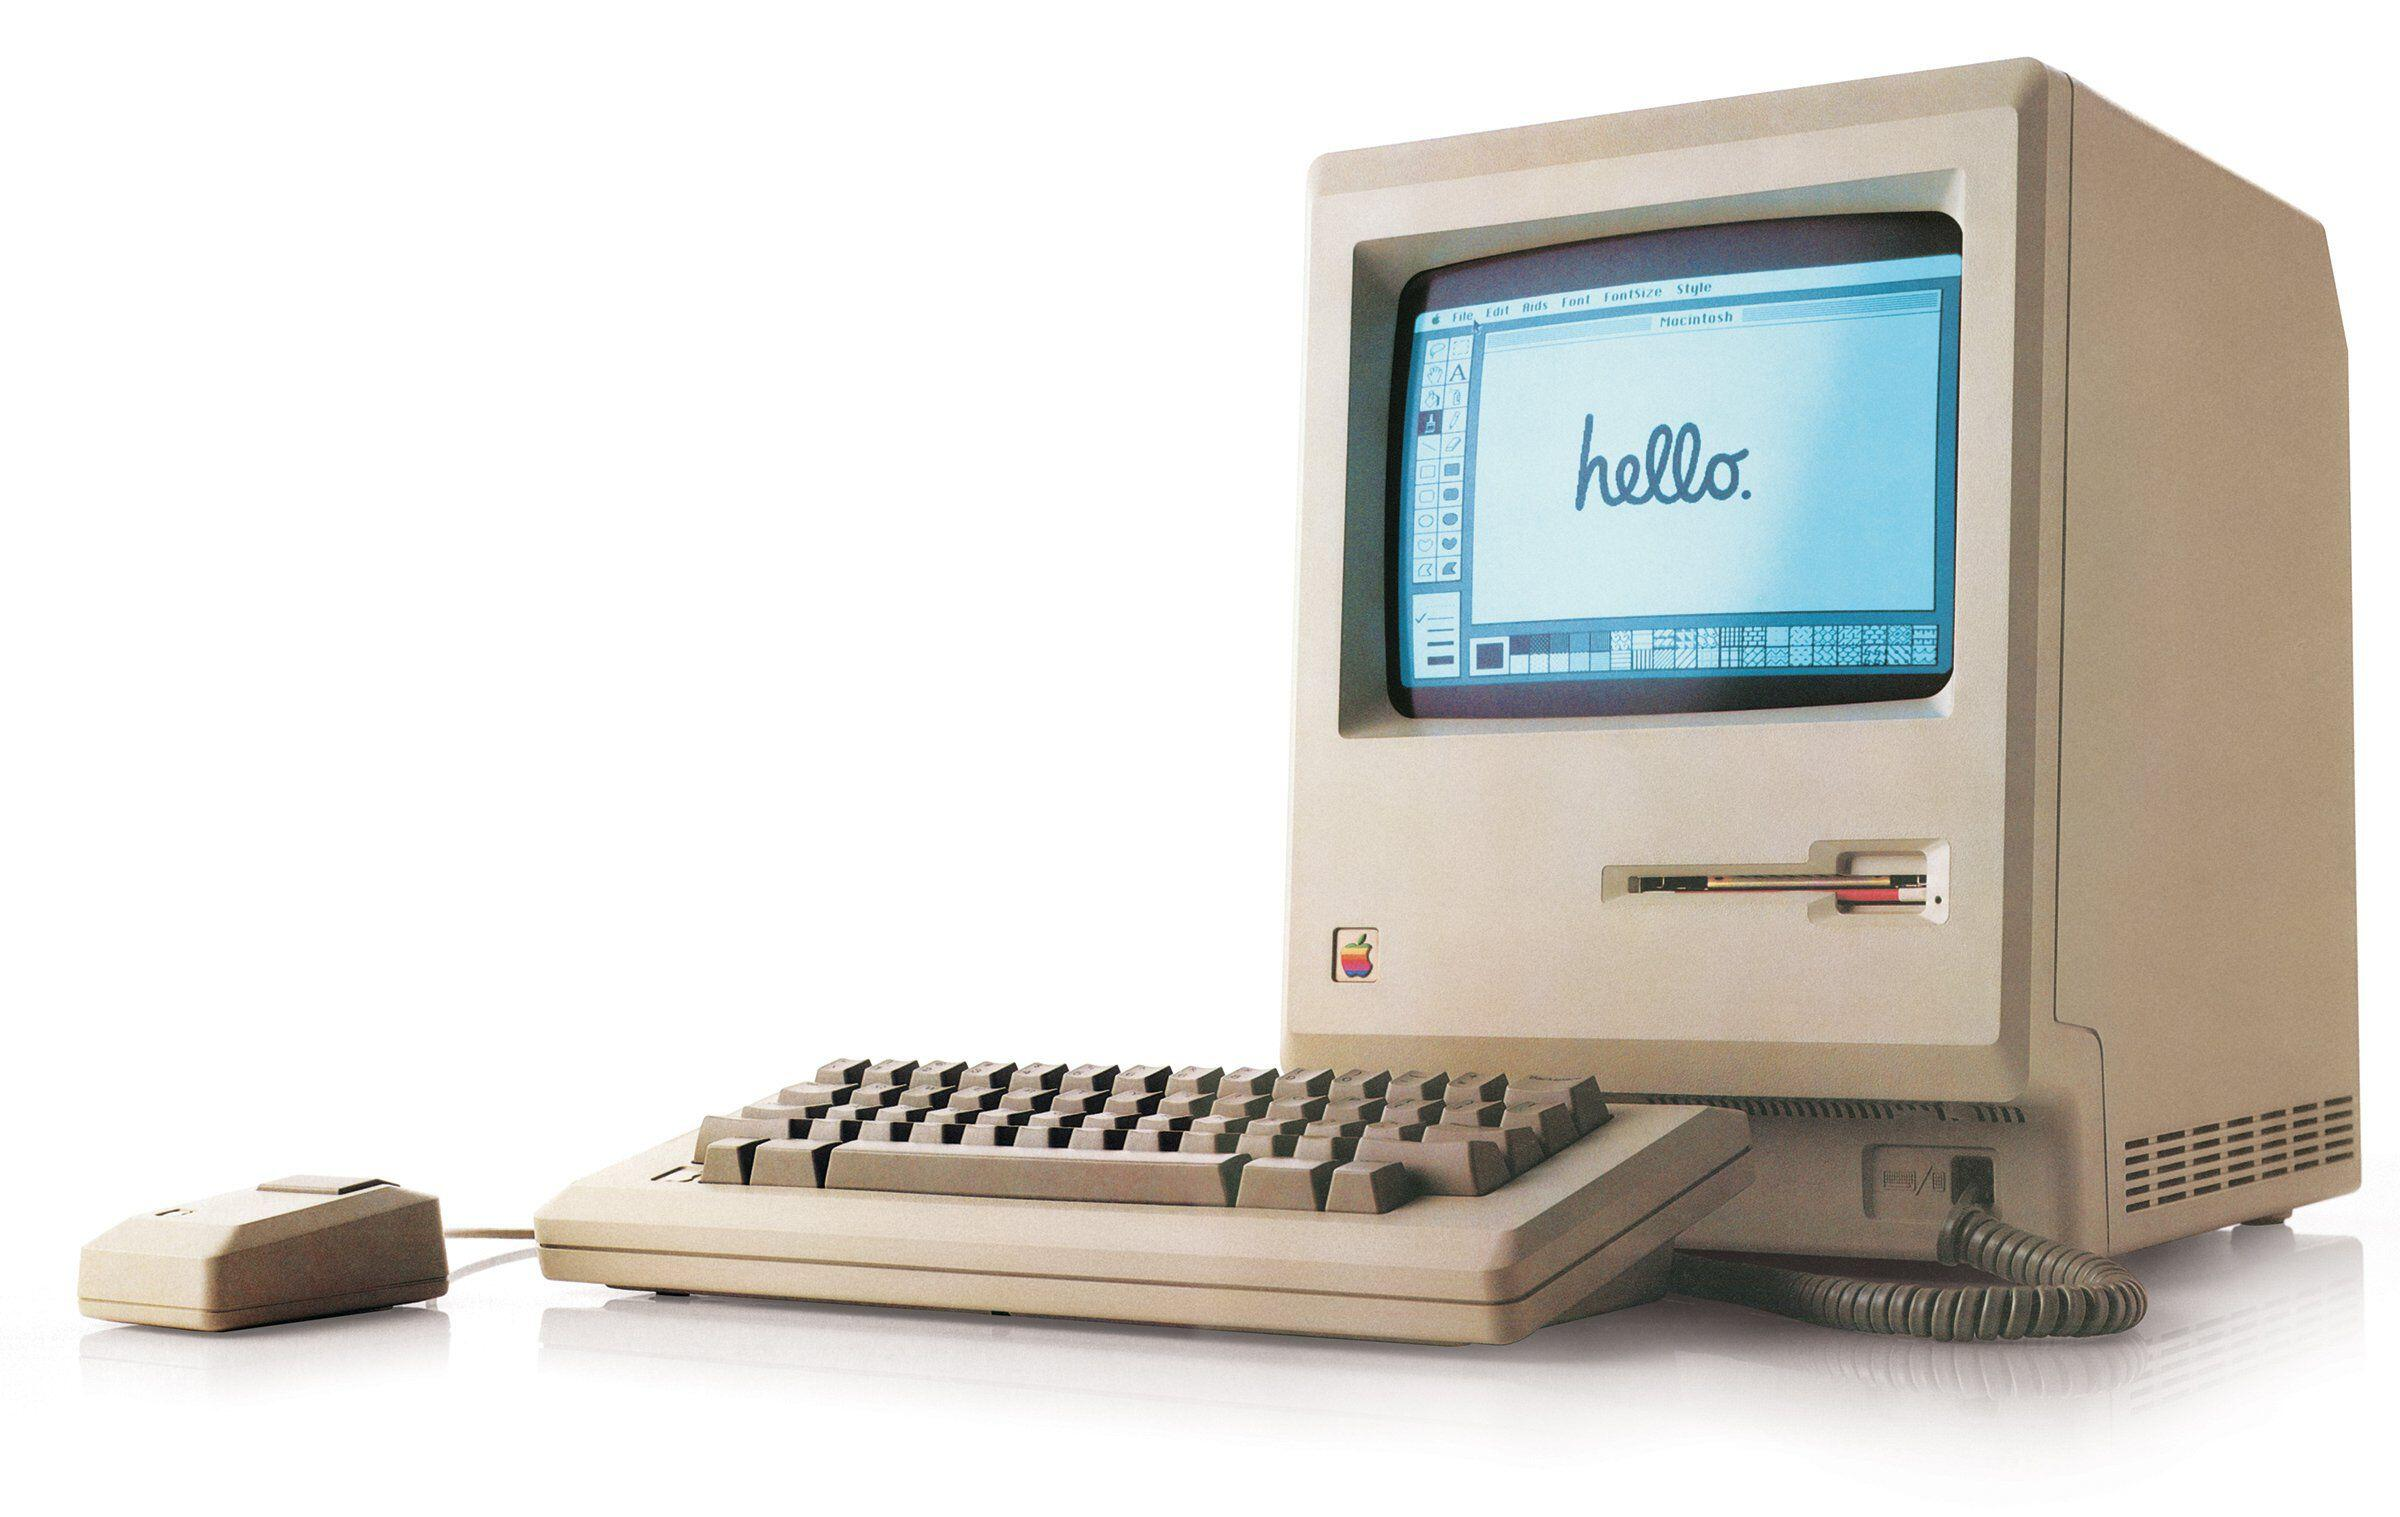 File Edit Aids Font FontSize Style
Macintosh
A
hello.